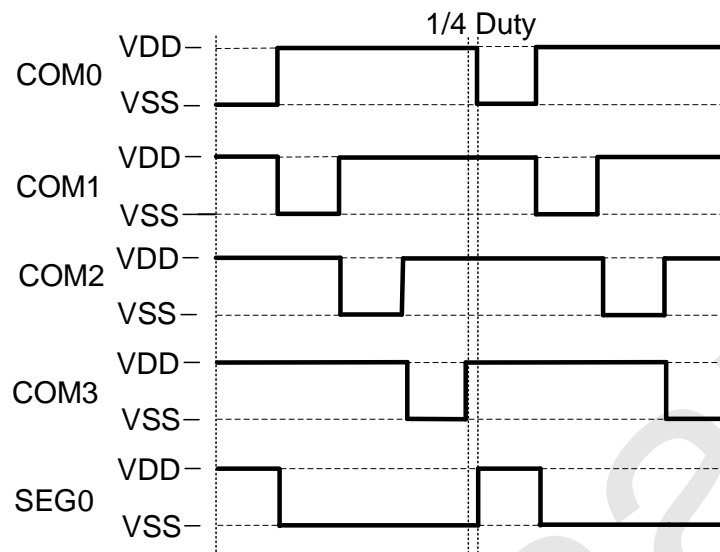 1/4 Duty
VDD
COM0
VSS
VDD
COM1
VSS
VDD
COM2
VSS
VDD
COM3
VSS
VDD
SEG0
VSS